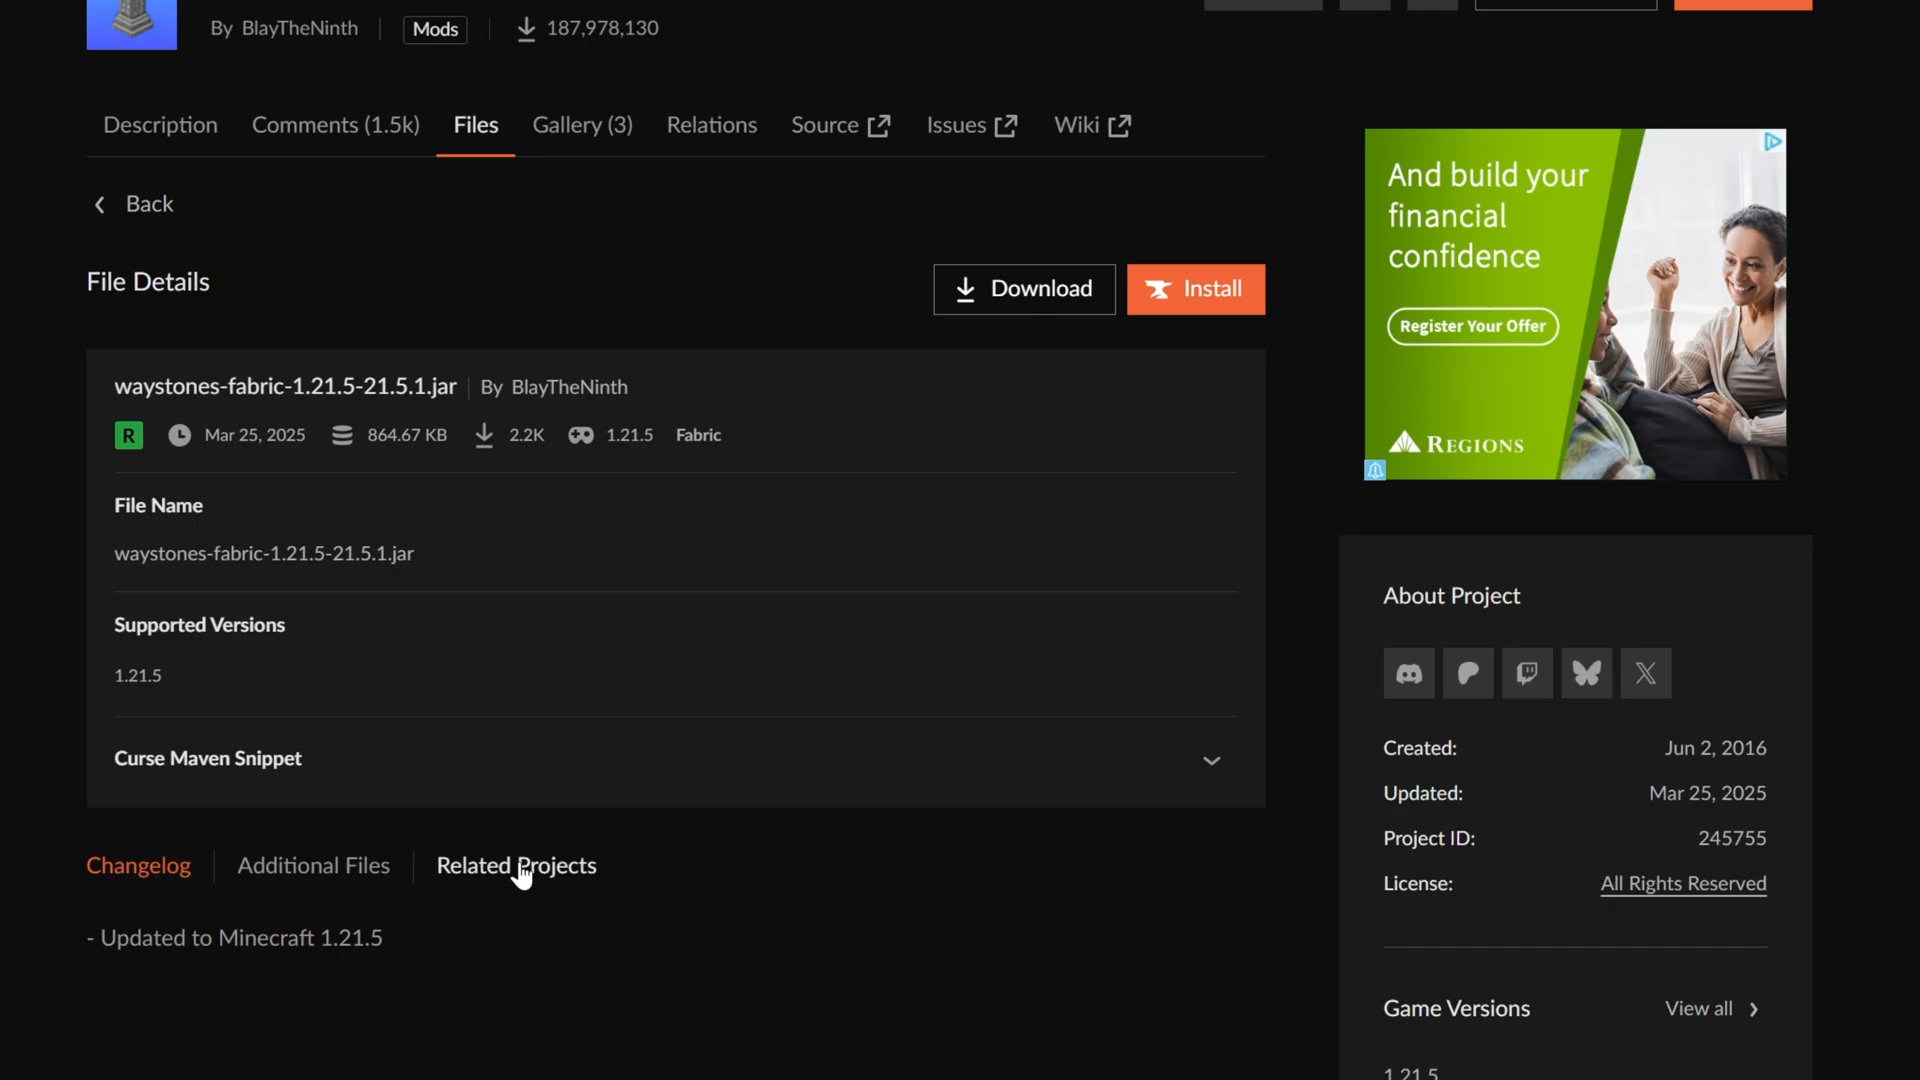 By BlayTheNinth
Mods
187,978,130
Description
Comments (1.5k)
Files
Gallery (3)
Relations
Source
Issues
Wiki
Back
File Details
Download
Install
waystones-fabric-1.21.5-21.5.1.jar
By BlayTheNinth
R
Mar 25, 2025
864.67 KB
2.2K
1.21.5
Fabric
File Name
waystones-fabric-1.21.5-21.5.1.jar
Supported Versions
1.21.5
Curse Maven Snippet
Changelog
Additional Files
Related Projects
- Updated to Minecraft 1.21.5
And build your
financial
confidence
Register Your Offer
REGIONS
About Project
Created: Jun 2, 2016
Updated: Mar 25, 2025
Project ID: 245755
License: All Rights Reserved
Game Versions
View all
1.21.5